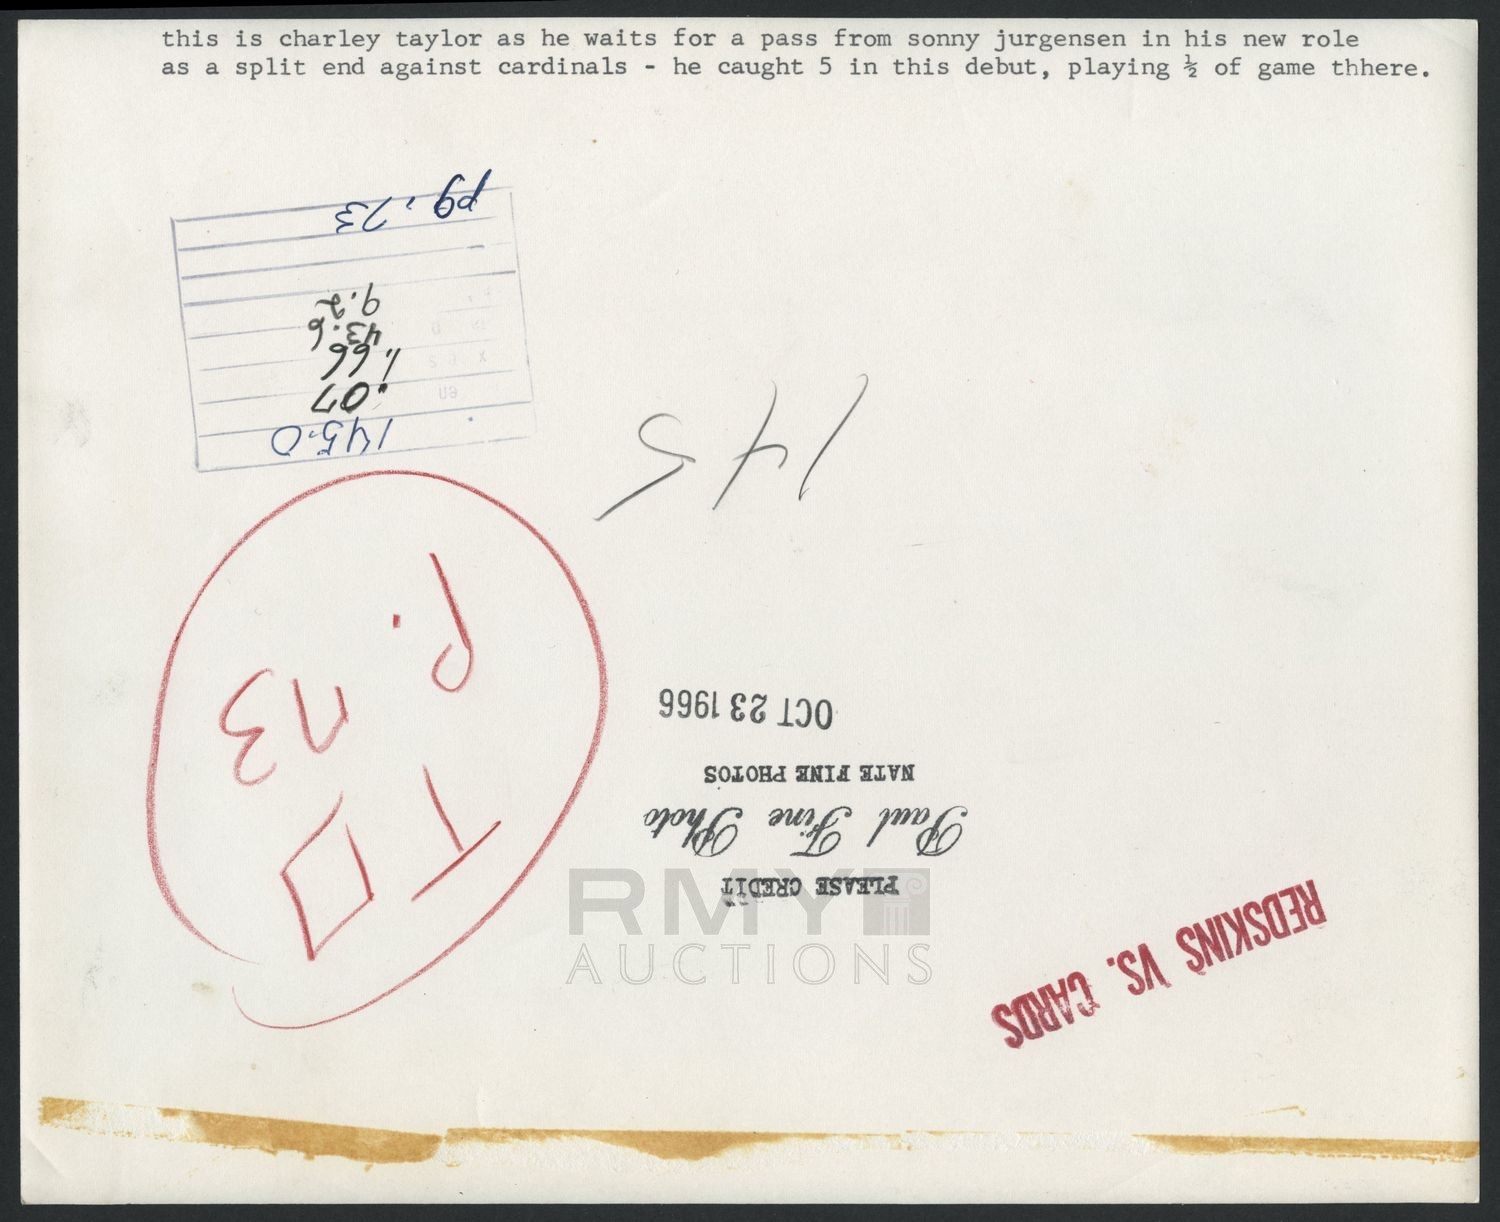 this is charley taylor as he waits for a pass from sonny jurgensen in his new role
as a split end against cardinals - he caught 5 in this debut, playing ½ of game thhere.
pg. 23
9.2
43.6
1.66
.07
145.0
145
P.
23
T
OCT 23 1966
NATE FINE PHOTOS
Paul Fine Photo
PLEASE CREDIT
RMY
AUCTIONS
REDSKINS VS. CARDS